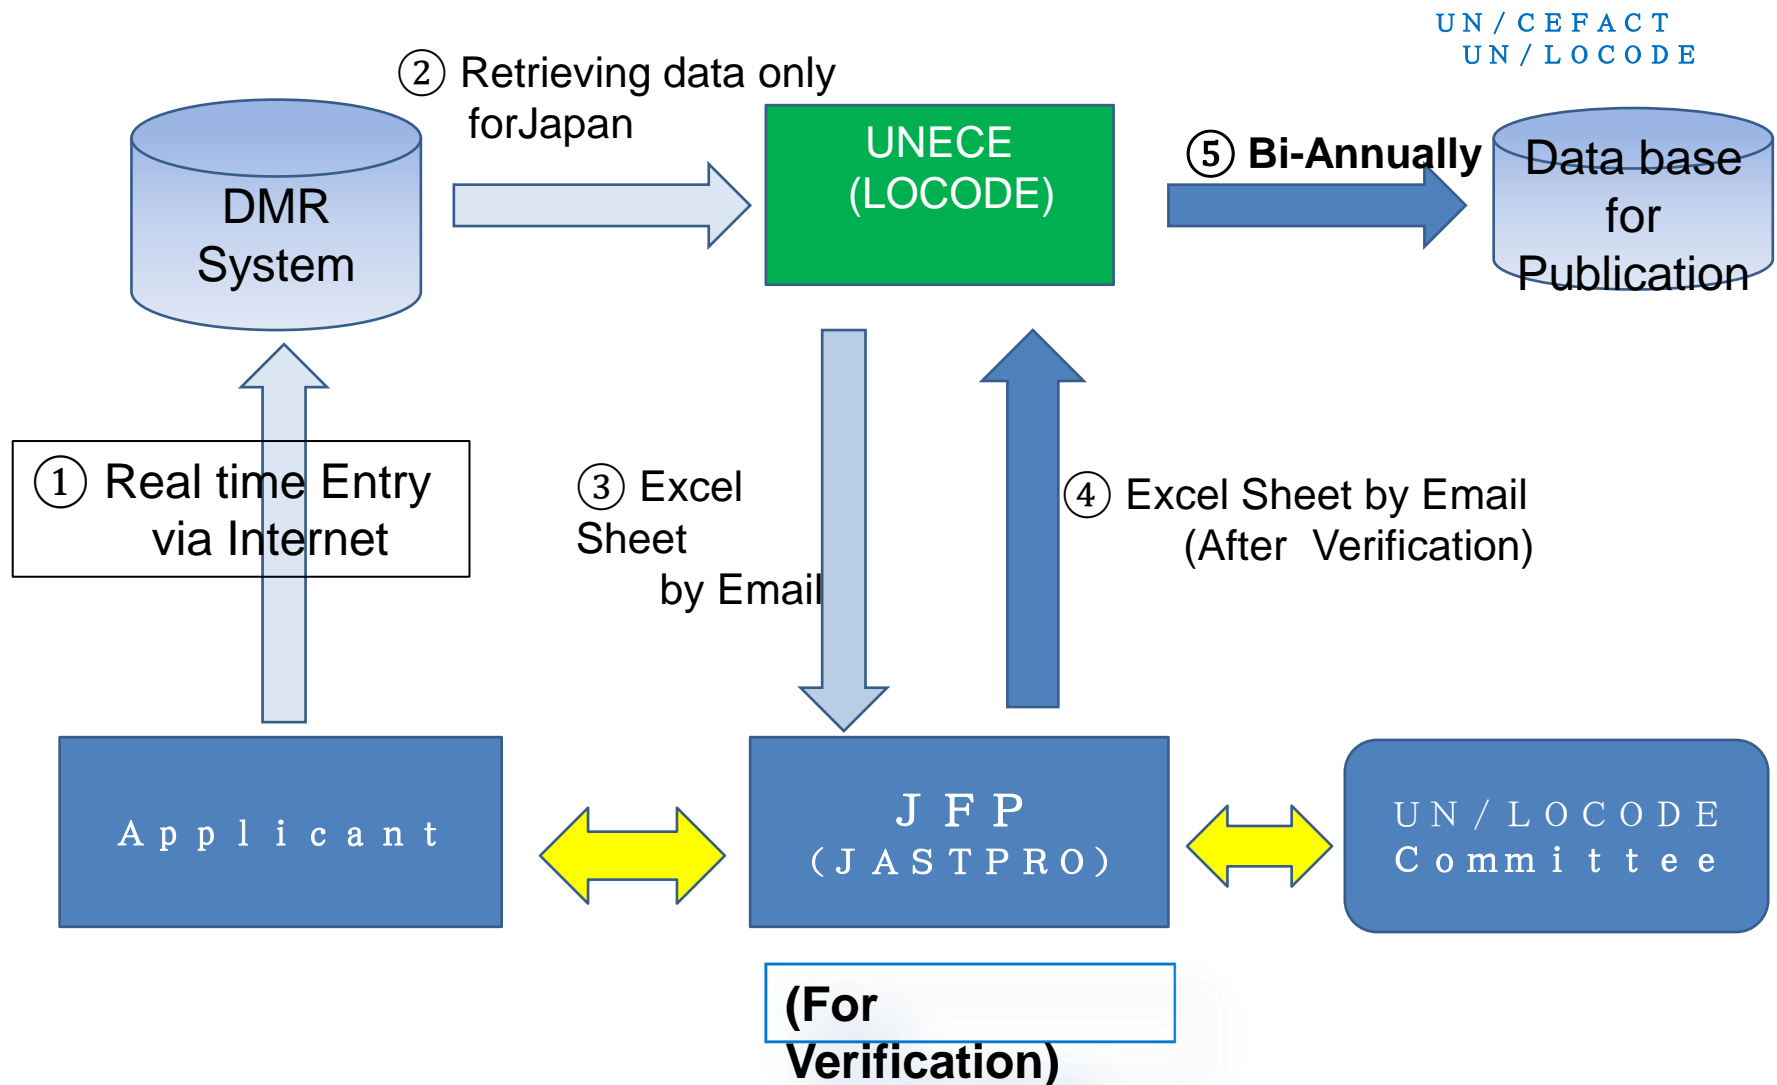 UN/CEFACT
UN/LOCODE
② Retrieving data only
forJapan
UNECE
(LOCODE)
⑤ Bi-Annually
Data base
for
Publication
DMR
System
① Real time Entry
via Internet
③ Excel
Sheet
by Email
④ Excel Sheet by Email
(After Verification)
Applicant
JFP
(JASTPRO)
UN/LOCODE
Committee
(For
Verification)